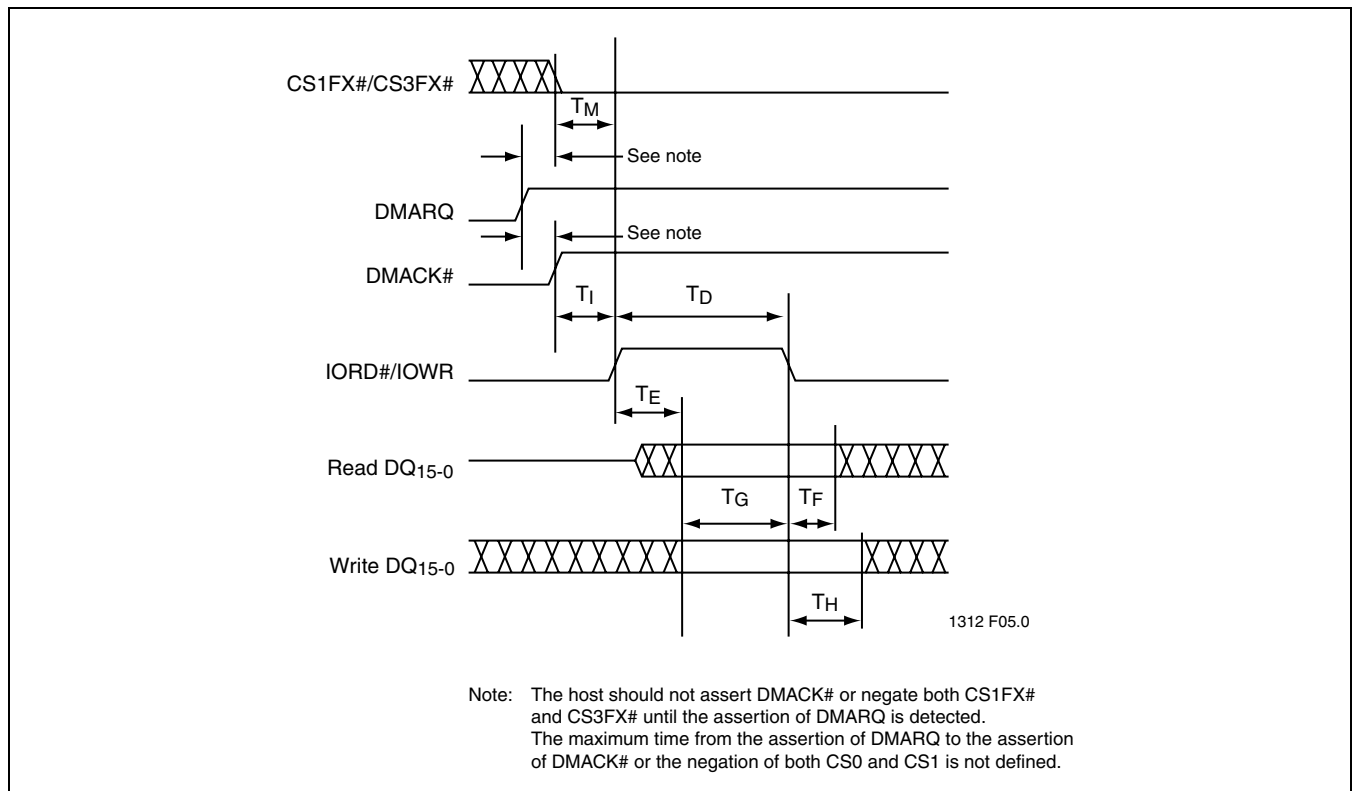 CS1FX#/CS3FX#
TM
See note
DMARQ
See note
DMACK#
TI
TD
IORD#/IOWR
TE
Read DQ15-0
TG
TF
Write DQ15-0
TH
1312 F05.0
Note: The host should not assert DMACK# or negate both CS1FX#
and CS3FX# until the assertion of DMARQ is detected.
The maximum time from the assertion of DMARQ to the assertion
of DMACK# or the negation of both CS0 and CS1 is not defined.